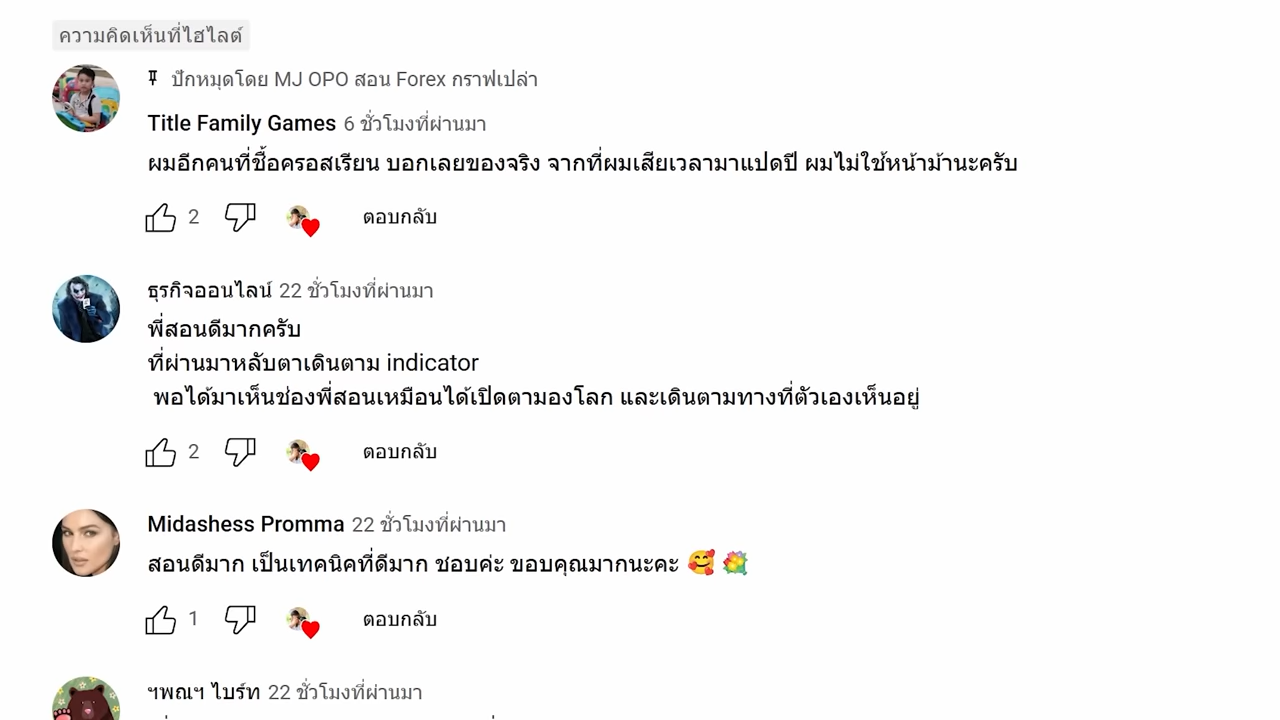 ความคิดเห็นที่ไฮไลต์
ปักหมุดโดย MJ OPO สอน Forex กราฟเปล่า
Title Family Games 6 ชั่วโมงที่ผ่านมา
ผมอีกคนที่ซื้อครอสเรียน บอกเลยของจริง จากที่ผมเสียเวลามาแปดปี ผมไม่ใช้หน้าม้านะครับ
2 ตอบกลับ
ธุรกิจออนไลน์ 22 ชั่วโมงที่ผ่านมา
พี่สอนดีมากครับ
ที่ผ่านมาหลับตาเดินตาม indicator
พอได้มาเห็นช่องพี่สอนเหมือนได้เปิดตามองโลก และเดินตามทางที่ตัวเองเห็นอยู่
2 ตอบกลับ
Midashess Promma 22 ชั่วโมงที่ผ่านมา
สอนดีมาก เป็นเทคนิคที่ดีมาก ชอบค่ะ ขอบคุณมากนะคะ 🥰 💐
1 ตอบกลับ
ฯพณฯ ไบร์ท 22 ชั่วโมงที่ผ่านมา